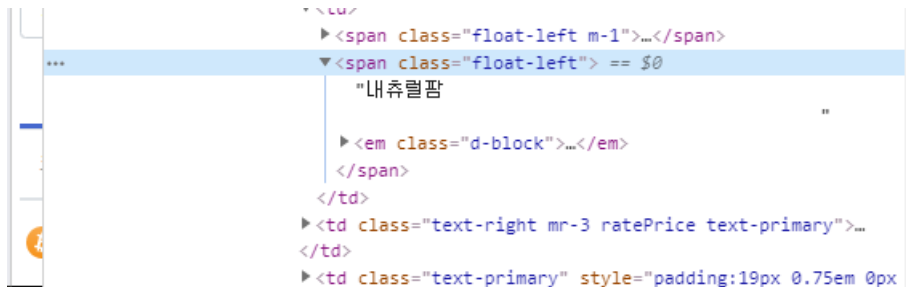 <span class="float-left m-1">…</span>
<span class="float-left"> == $0
"내츄럴팜
"
<em class="d-block">…</em>
</span>
</td>
<td class="text-right mr-3 ratePrice text-primary">…
</td>
<td class="text-primary" style="padding:19px 0.75em 0px